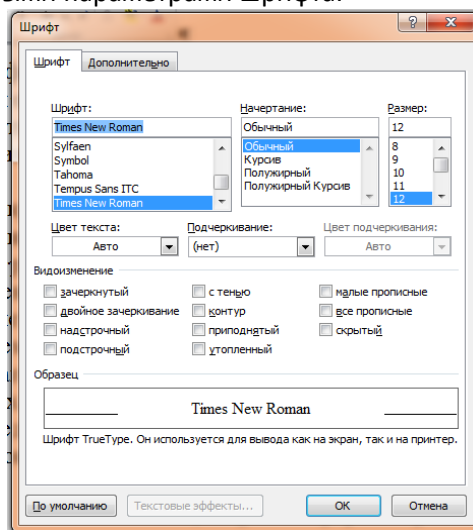 Шрифт
Шрифт Дополнительно
Шрифт: Начертание: Размер:
Times New Roman Обычный 12
Sylfaen Обычный 8
Symbol Курсив 9
Tahoma Полужирный 10
Tempus Sans ITC Полужирный Курсив 11
Times New Roman 12
Цвет текста: Подчеркивание: Цвет подчеркивания:
Авто (нет) Авто
Видоизменение
зачеркнутый с тенью малые прописные
двойное зачеркивание контур все прописные
надстрочный приподнятый скрытый
подстрочный утопленный
Образец
Times New Roman
Шрифт TrueType. Он используется для вывода как на экран, так и на принтер.
По умолчанию Текстовые эффекты... ОК Отмена